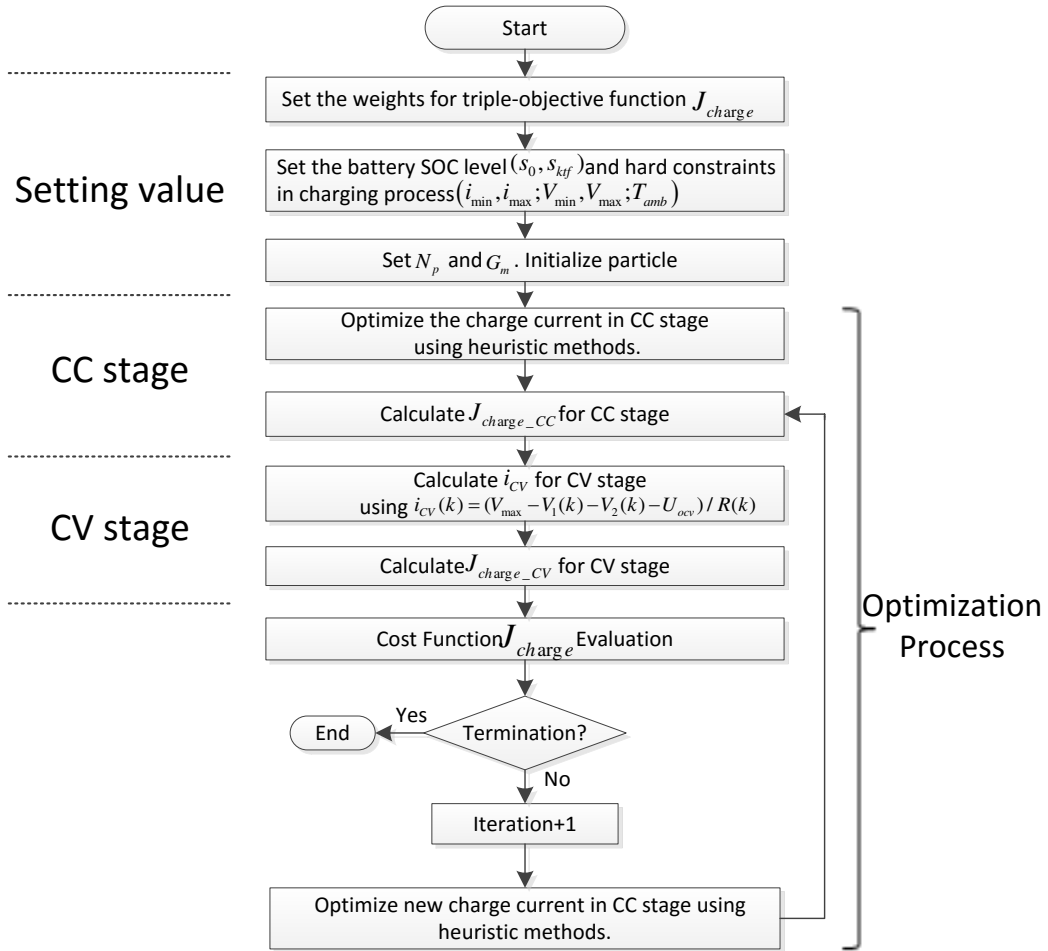 Start
Set the weights for triple-objective function J_charge
Setting value
Set the battery SOC level(s_0, s_ktf)and hard constraints
in charging process(i_min, i_max; V_min, V_max; T_amb)
Set N_p and G_m. Initialize particle
CC stage
Optimize the charge current in CC stage
using heuristic methods.
Calculate J_charge_CC for CC stage
CV stage
Calculate i_CV for CV stage
using i_CV(k) = (V_max − V_1(k) − V_2(k) − U_ocv) / R(k)
Calculate J_charge_CV for CV stage
Optimization
Process
Cost Function J_charge Evaluation
Termination?
Yes
End
No
Iteration+1
Optimize new charge current in CC stage using
heuristic methods.